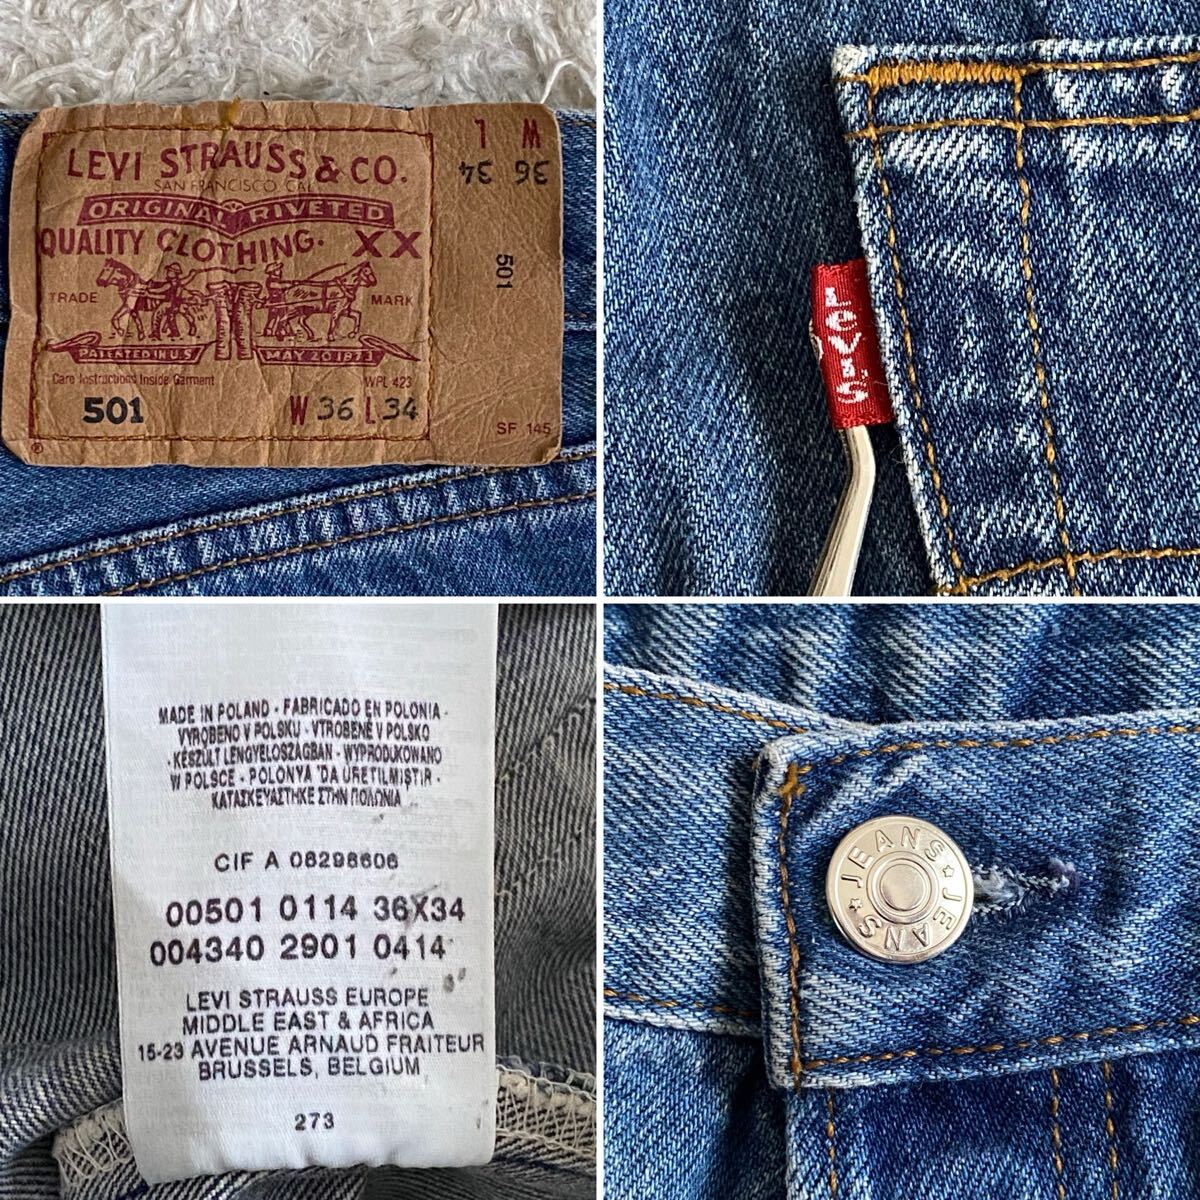 LEVI STRAUSS & CO.
SAN FRANCISCO CAL
ORIGINAL RIVETED
QUALITY CLOTHING. XX
TRADE MARK
PATENTED IN U.S. MAY 20 1873
Care Instructions Inside Garment WPL 423
501 W 36 L 34
®
SF 145
W L
36 34
501
Levi's
MADE IN POLAND · FABRICADO EN POLONIA ·
VYROBENO V POLSKU · VTROBENÉ V POLSKO
· KÉSZÜLT LENGYELOSZÁGBAN · WYPRODUKOWANO
W POLSCE · POLONYA 'DA ÜRETILMIŞTIR ·
ΚΑΤΑΣΚΕΥΑΣΤΗΚΕ ΣΤΗΝ ΠΟΛΩΝΙΑ
CIF A 08298606
00501 0114 36X34
004340 2901 0414
LEVI STRAUSS EUROPE
MIDDLE EAST & AFRICA
15-23 AVENUE ARNAUD FRAITEUR
BRUSSELS, BELGIUM
273
JEANS ★ JEANS ★